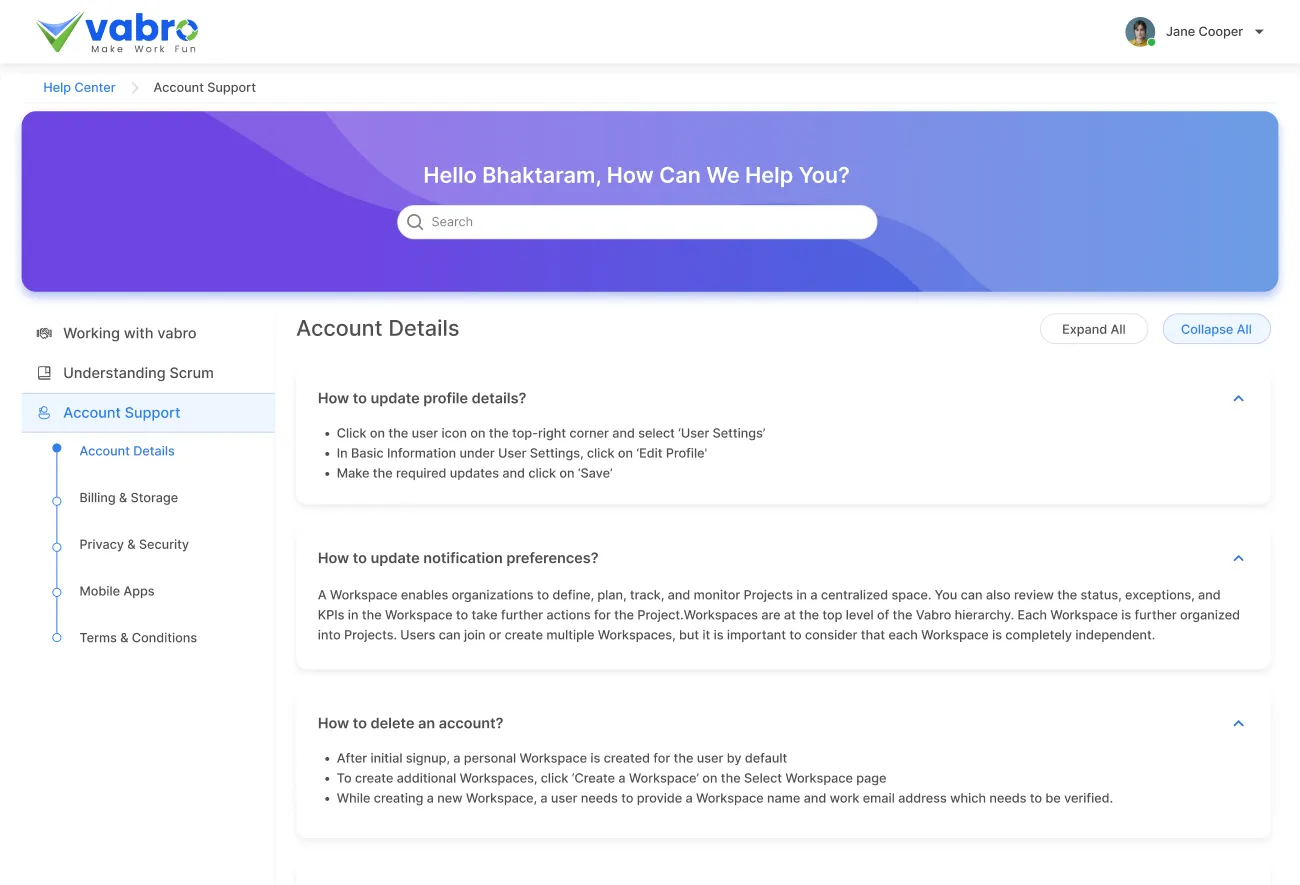 vabro
Make Work Fun
Jane Cooper
Help Center
Account Support
Hello Bhaktaram, How Can We Help You?
Search
Working with vabro
Understanding Scrum
Account Support
Account Details
Billing & Storage
Privacy & Security
Mobile Apps
Terms & Conditions
Account Details
Expand All
Collapse All
How to update profile details?
• Click on the user icon on the top-right corner and select ‘User Settings’
• In Basic Information under User Settings, click on ‘Edit Profile'
• Make the required updates and click on ‘Save’
How to update notification preferences?
A Workspace enables organizations to define, plan, track, and monitor Projects in a centralized space. You can also review the status, exceptions, and
KPIs in the Workspace to take further actions for the Project.Workspaces are at the top level of the Vabro hierarchy. Each Workspace is further organized
into Projects. Users can join or create multiple Workspaces, but it is important to consider that each Workspace is completely independent.
How to delete an account?
• After initial signup, a personal Workspace is created for the user by default
• To create additional Workspaces, click ‘Create a Workspace’ on the Select Workspace page
• While creating a new Workspace, a user needs to provide a Workspace name and work email address which needs to be verified.